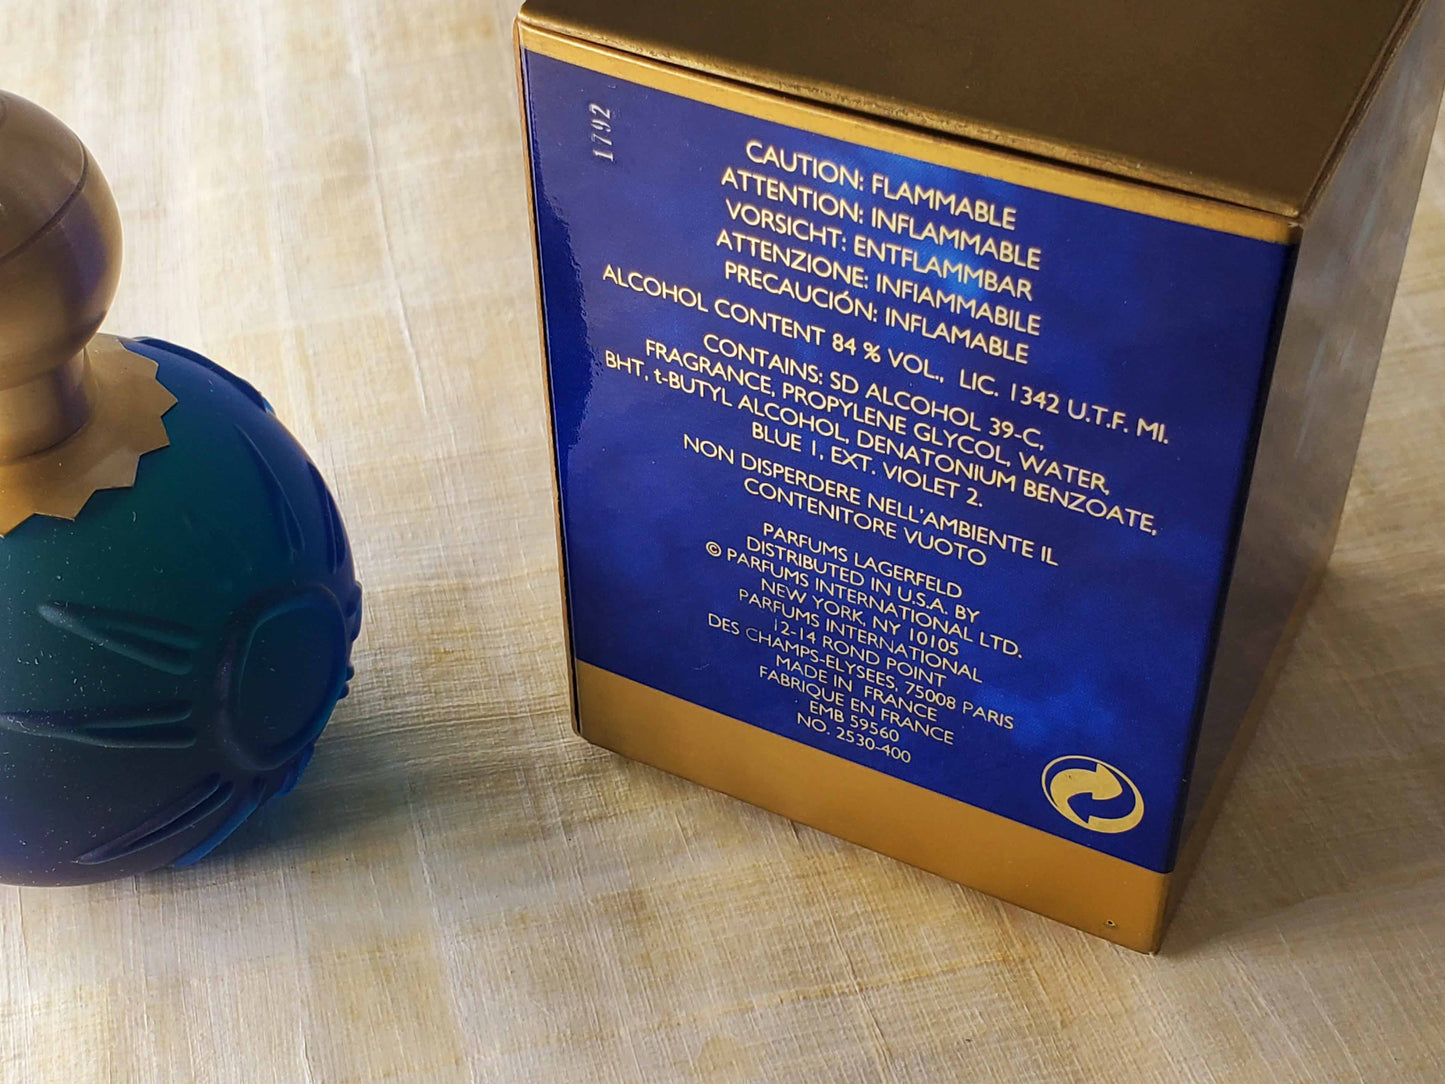 1792
CAUTION: FLAMMABLE
ATTENTION: INFLAMMABLE
VORSICHT: ENTFLAMMBAR
ATTENZIONE: INFIAMMABILE
PRECAUCIÓN: INFLAMABLE
ALCOHOL CONTENT 84 % VOL., LIC. 1342 U.T.F. MI.
CONTAINS: SD ALCOHOL 39-C,
FRAGRANCE, PROPYLENE GLYCOL, WATER,
BHT, t-BUTYL ALCOHOL, DENATONIUM BENZOATE,
BLUE 1, EXT. VIOLET 2.
NON DISPERDERE NELL'AMBIENTE IL
CONTENITORE VUOTO
PARFUMS LAGERFELD
DISTRIBUTED IN U.S.A. BY
© PARFUMS INTERNATIONAL LTD.
NEW YORK, NY 10105
PARFUMS INTERNATIONAL
12-14 ROND POINT
DES CHAMPS-ELYSEES, 75008 PARIS
MADE IN FRANCE
FABRIQUE EN FRANCE
EMB 59560
NO. 2530-400